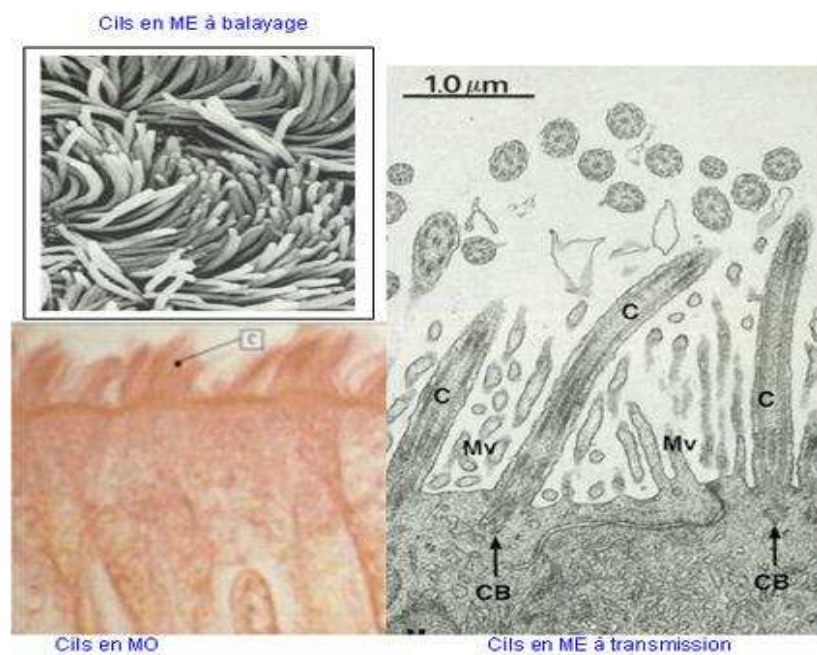 Cils en ME à balayage
1.0 μm
C
C
C
C
Mv
Mv
CB
CB
Cils en MO
Cils en ME à transmission